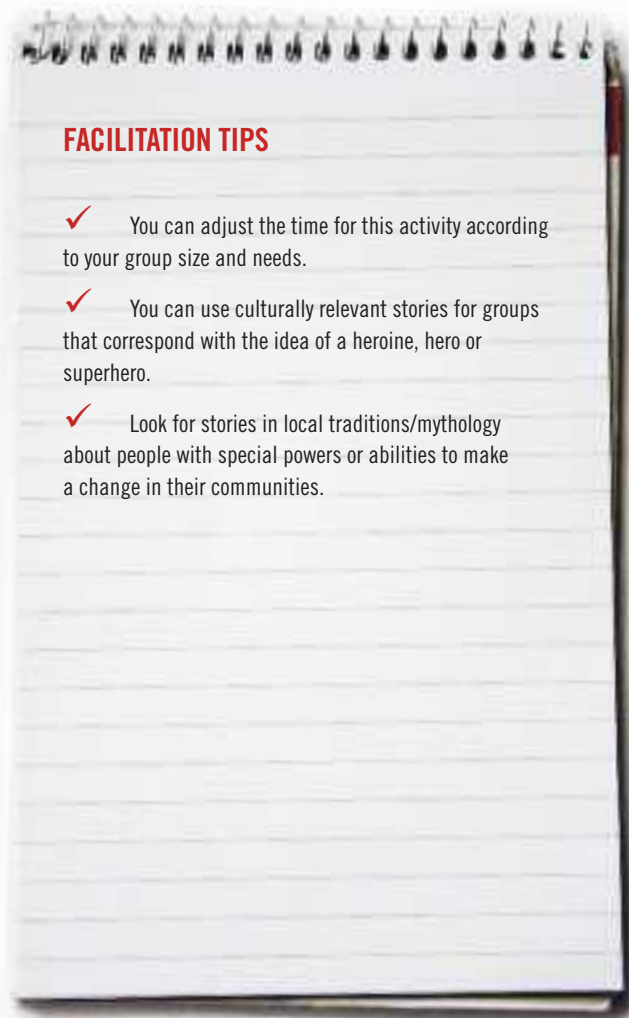 FACILITATION TIPS
✓ You can adjust the time for this activity according
to your group size and needs.
✓ You can use culturally relevant stories for groups
that correspond with the idea of a heroine, hero or
superhero.
✓ Look for stories in local traditions/mythology
about people with special powers or abilities to make
a change in their communities.